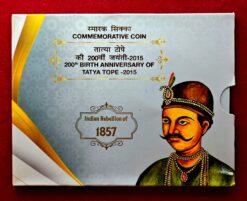 स्मारक सिक्का
COMMEMORATIVE COIN
तात्या टोपे
की 200वीं जयंती-2015
200th BIRTH ANNIVERSARY OF
TATYA TOPE -2015
Indian Rebellion of
1857